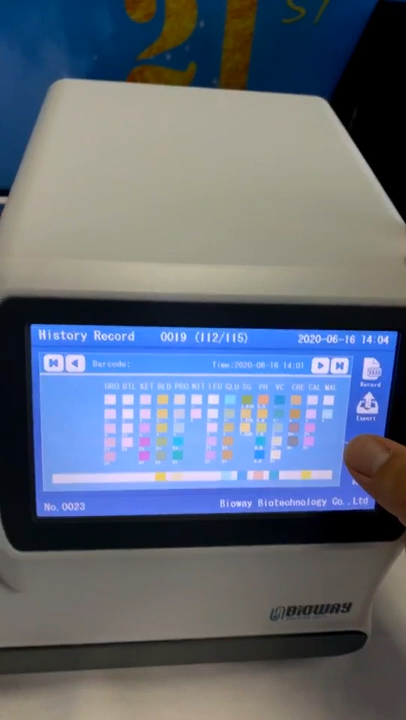 21ST
History Record 0019 (112/115) 2020-06-16 14:04
Barcode: Time:2020-06-16 14:01
URO BIL KET BLD PRO NIT LEU GLU SG PH VC CRE CAL MAL
Record
Export
No.0023 Bioway Biotechnology Co., Ltd
BIOWAY